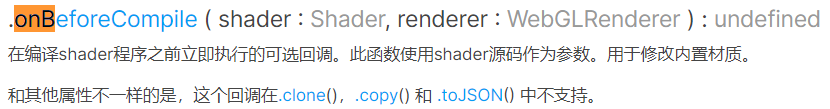 .onBeforeCompile ( shader : Shader, renderer : WebGLRenderer ) : undefined
在编译shader程序之前立即执行的可选回调。此函数使用shader源码作为参数。用于修改内置材质。
和其他属性不一样的是，这个回调在.clone()，.copy() 和 .toJSON() 中不支持。